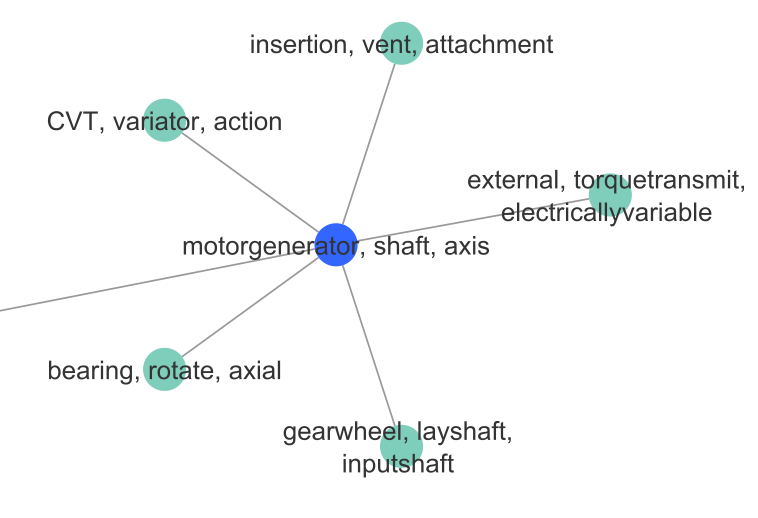 insertion, vent, attachment
CVT, variator, action
external, torquetransmit,
electricallyvariable
motorgenerator, shaft, axis
bearing, rotate, axial
gearwheel, layshaft,
inputshaft